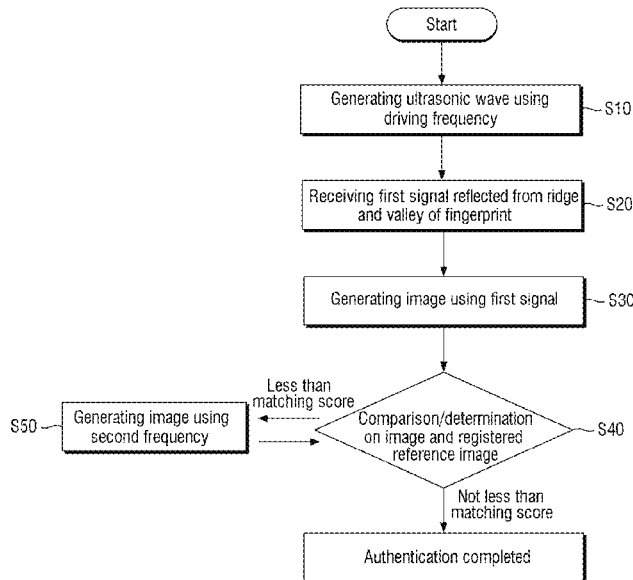 Start
Generating ultrasonic wave using
driving frequency
S10
Receiving first signal reflected from ridge
and valley of fingerprint
S20
Generating image using first signal
S30
Less than
matching score
S50
Generating image using
second frequency
Comparison/determination
on image and registered
reference image
S40
Not less than
matching score
Authentication completed